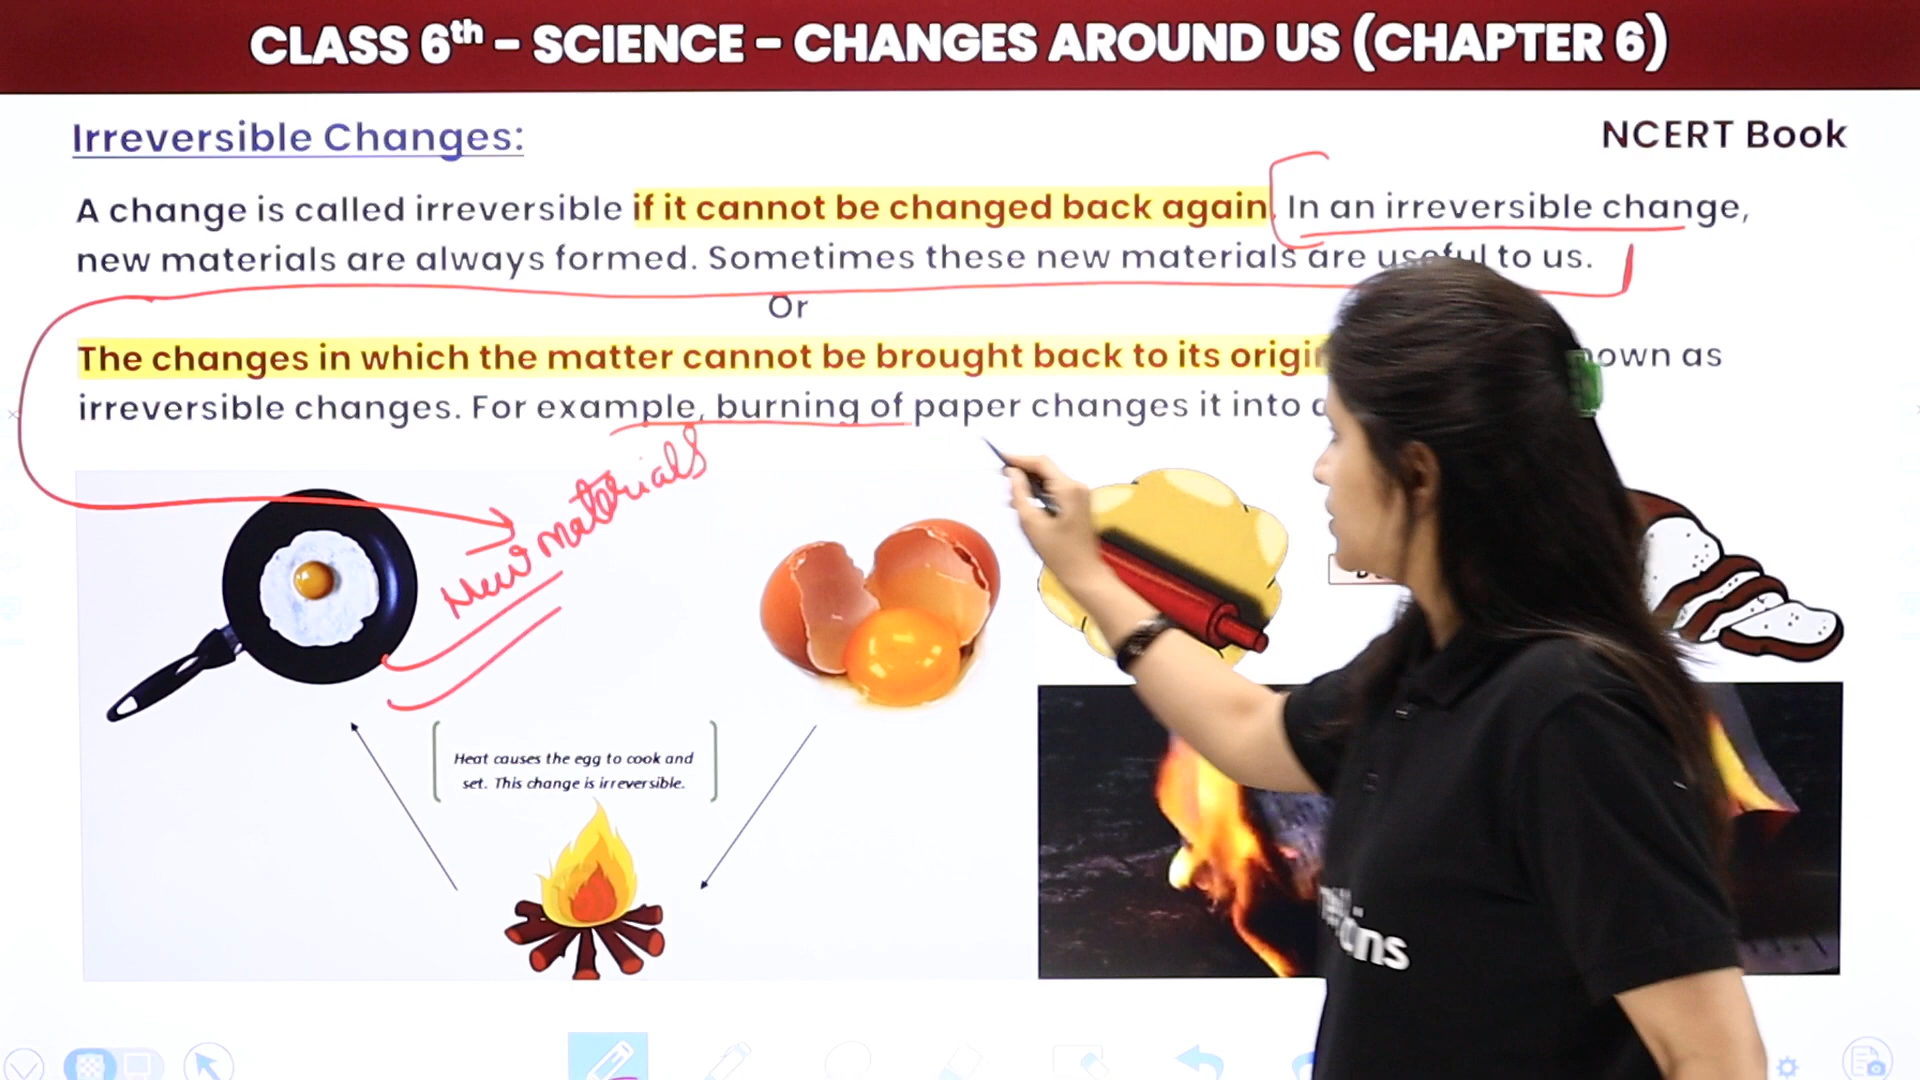 CLASS 6th - SCIENCE - CHANGES AROUND US (CHAPTER 6)
Irreversible Changes:
NCERT Book
A change is called irreversible if it cannot be changed back again. In an irreversible change,
new materials are always formed. Sometimes these new materials are useful to us.
Or
The changes in which the matter cannot be brought back to its own as
irreversible changes. For example, burning of paper changes it into
New materials
Heat causes the egg to cook and
set. This change is irreversible.